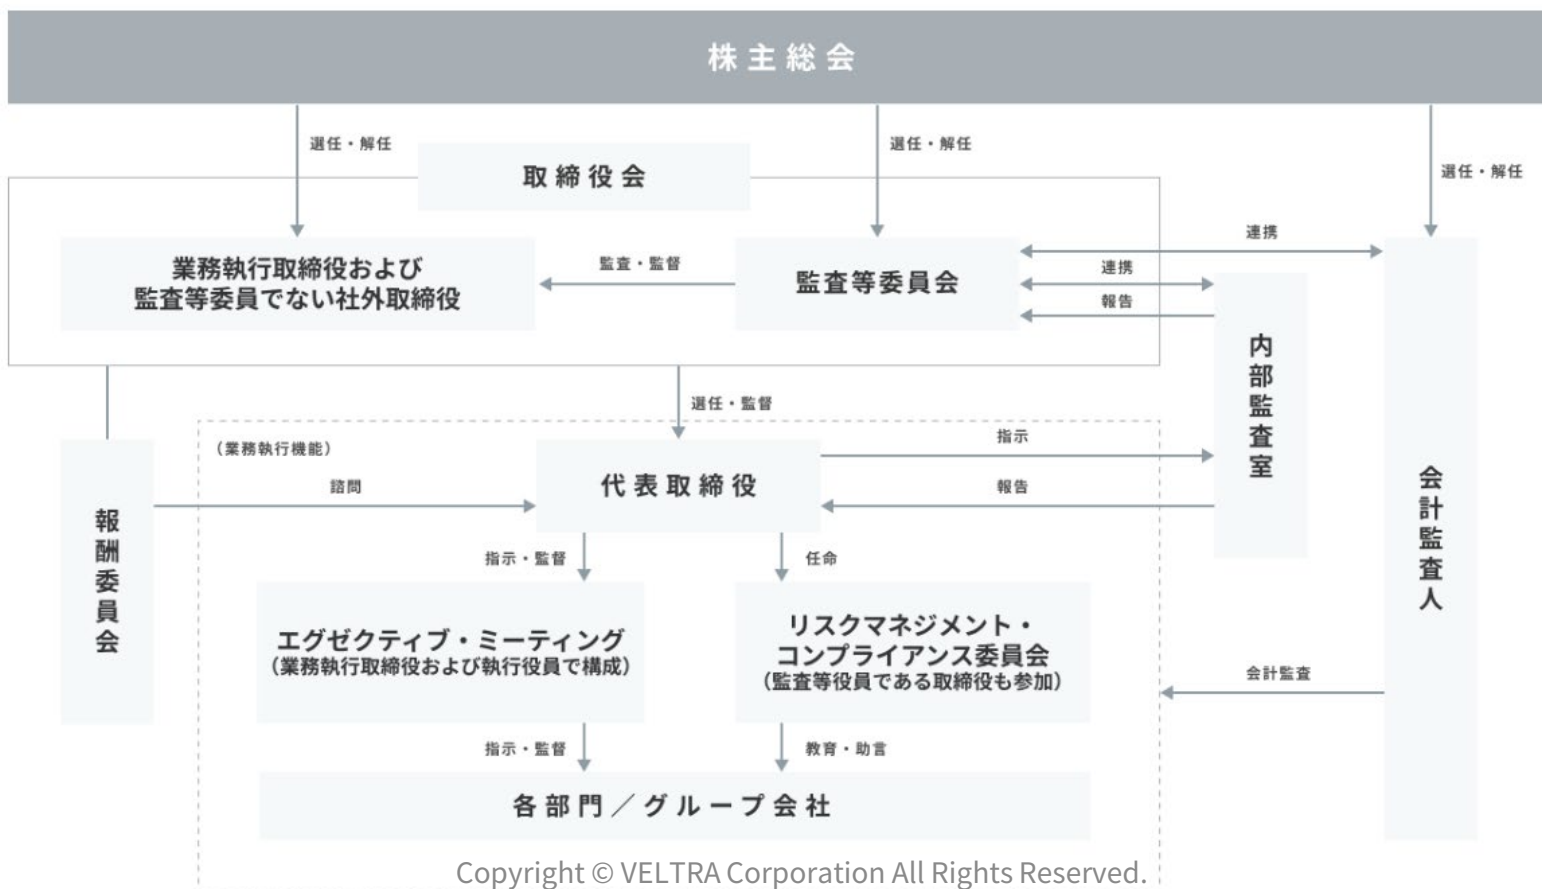 株主総会
選任・解任
選任・解任
選任・解任
取締役会
業務執行取締役および
監査等委員でない社外取締役
監査・監督
監査等委員会
連携
連携
報告
内部監査室
会計監査人
選任・監督
（業務執行機能）
代表取締役
指示
報告
諮問
報酬委員会
指示・監督
任命
エグゼクティブ・ミーティング
（業務執行取締役および執行役員で構成）
リスクマネジメント・
コンプライアンス委員会
（監査等役員である取締役も参加）
会計監査
指示・監督
教育・助言
各部門／グループ会社
Copyright © VELTRA Corporation All Rights Reserved.